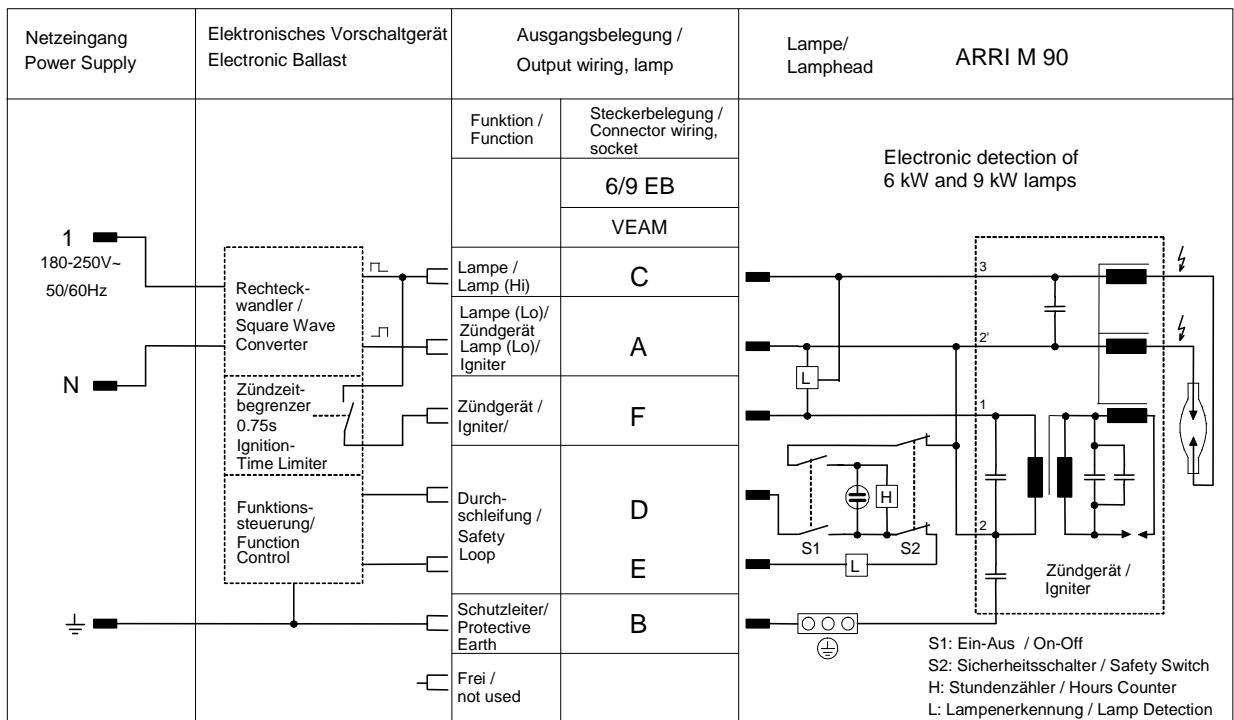 Netzeingang
Power Supply
Elektronisches Vorschaltgerät
Electronic Ballast
Ausgangsbelegung /
Output wiring, lamp
Lampe/
Lamphead
ARRI M 90
Funktion /
Function
Steckerbelegung /
Connector wiring,
socket
6/9 EB
VEAM
Electronic detection of
6 kW and 9 kW lamps
1
180-250V~
50/60Hz
N
Rechteck-
wandler /
Square Wave
Converter
Zündzeit-
begrenzer
0.75s
Ignition-
Time Limiter
Funktions-
steuerung/
Function
Control
Lampe /
Lamp (Hi)
C
Lampe (Lo)/
Zündgerät
Lamp (Lo)/
Igniter
A
Zündgerät /
Igniter/
F
Durch-
schleifung /
Safety
Loop
D
E
Schutzleiter/
Protective
Earth
B
Frei /
not used
3
2'
L
1
H
2
S1
S2
L
Zündgerät /
Igniter
S1: Ein-Aus / On-Off
S2: Sicherheitsschalter / Safety Switch
H: Stundenzähler / Hours Counter
L: Lampenerkennung / Lamp Detection